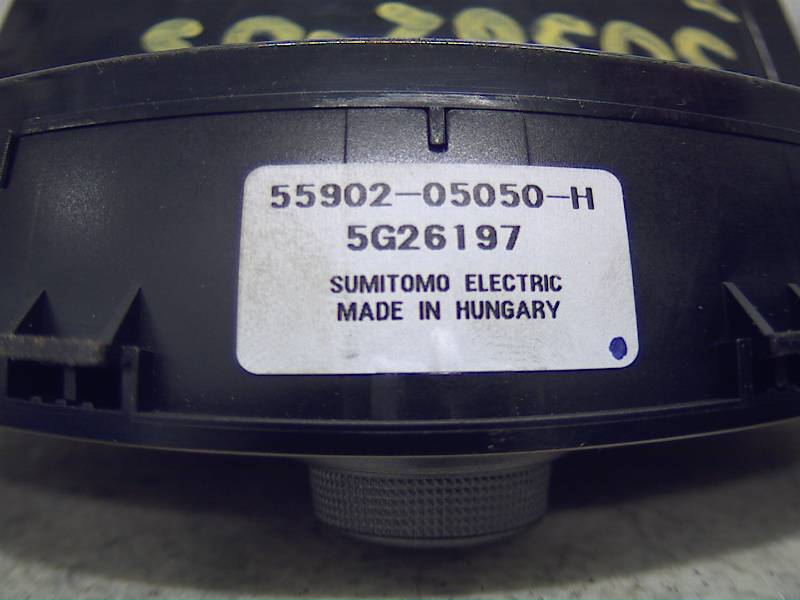 55902-05050-H
5G26197
SUMITOMO ELECTRIC
MADE IN HUNGARY